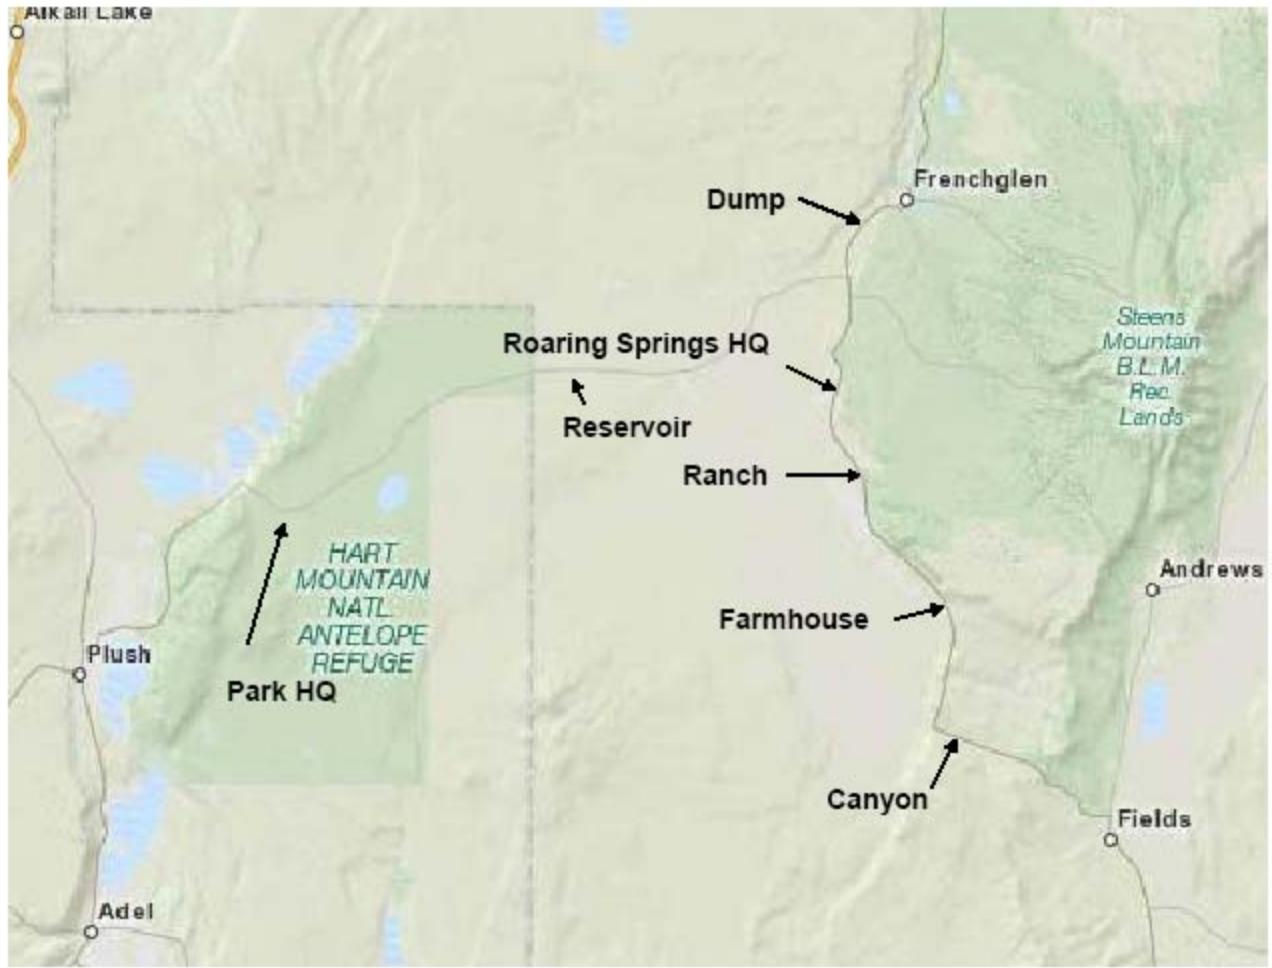 Alkali Lake
Frenchglen
Dump
Steens
Mountain
B.L.M.
Rec.
Lands
Roaring Springs HQ
Reservoir
Ranch
HART
MOUNTAIN
NATL
ANTELOPE
REFUGE
Andrews
Farmhouse
Plush
Park HQ
Canyon
Fields
Adel